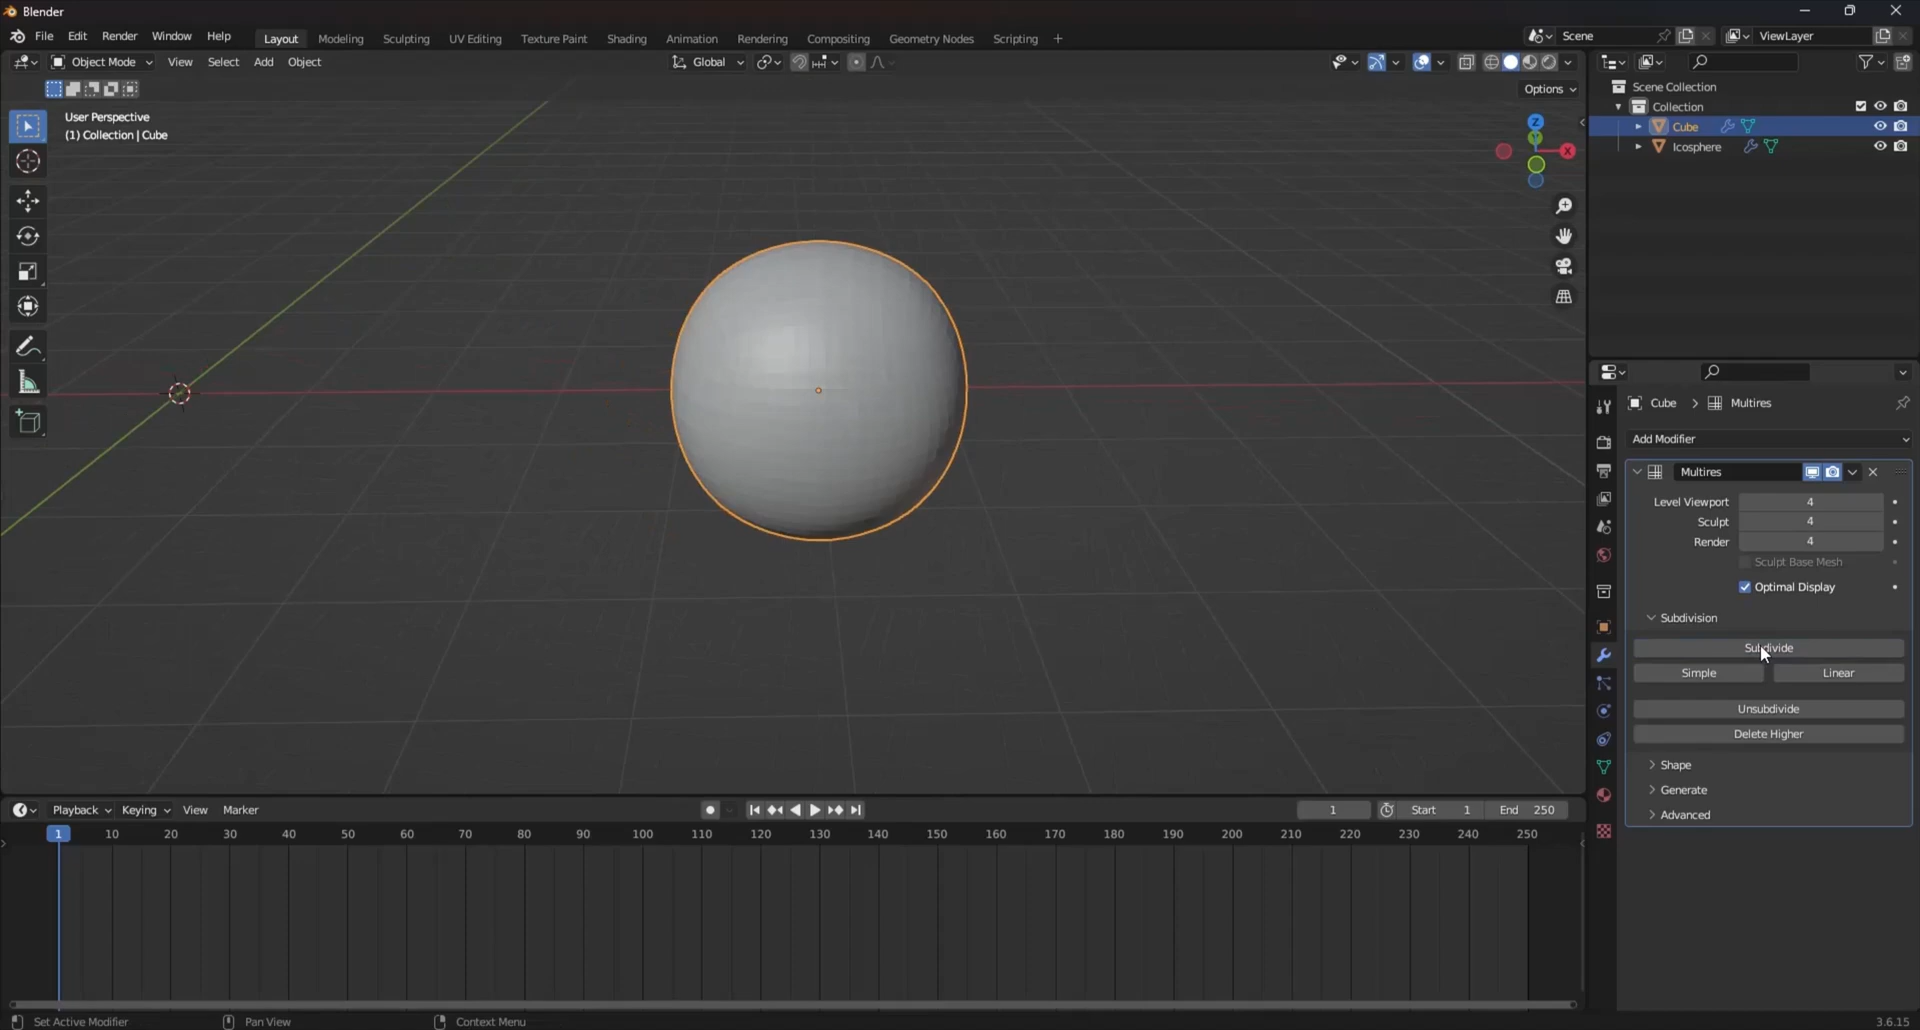 Blender
File Edit Render Window Help Layout Modeling Sculpting UV Editing Texture Paint Shading Animation Rendering Compositing Geometry Nodes Scripting + Scene ViewLayer
Object Mode View Select Add Object Global
Options
User Perspective
(1) Collection | Cube
Z
Y
X
Scene Collection
Collection
Cube
Icosphere
Cube > Multires
Add Modifier
Multires
Level Viewport 4
Sculpt 4
Render 4
Sculpt Base Mesh
Optimal Display
Subdivision
Subdivide
Simple Linear
Unsubdivide
Delete Higher
Shape
Generate
Advanced
Playback Keying View Marker 1 Start 1 End 250
1 10 20 30 40 50 60 70 80 90 100 110 120 130 140 150 160 170 180 190 200 210 220 230 240 250
Set Active Modifier Pan View Context Menu 3.6.15